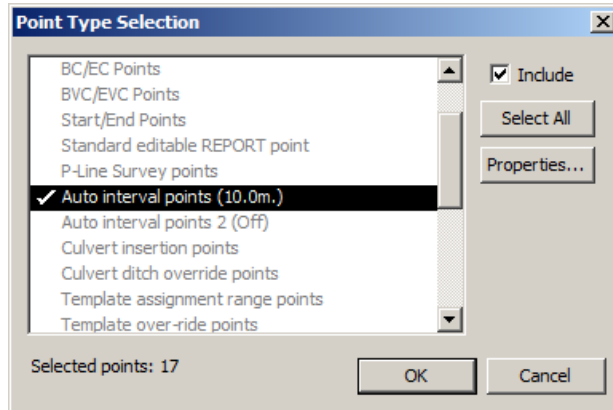 Point Type Selection
BC/EC Points
BVC/EVC Points
Start/End Points
Standard editable REPORT point
P-Line Survey points
Auto interval points (10.0m.)
Auto interval points 2 (Off)
Culvert insertion points
Culvert ditch override points
Template assignment range points
Template over-ride points
Include
Select All
Properties...
Selected points: 17
OK
Cancel